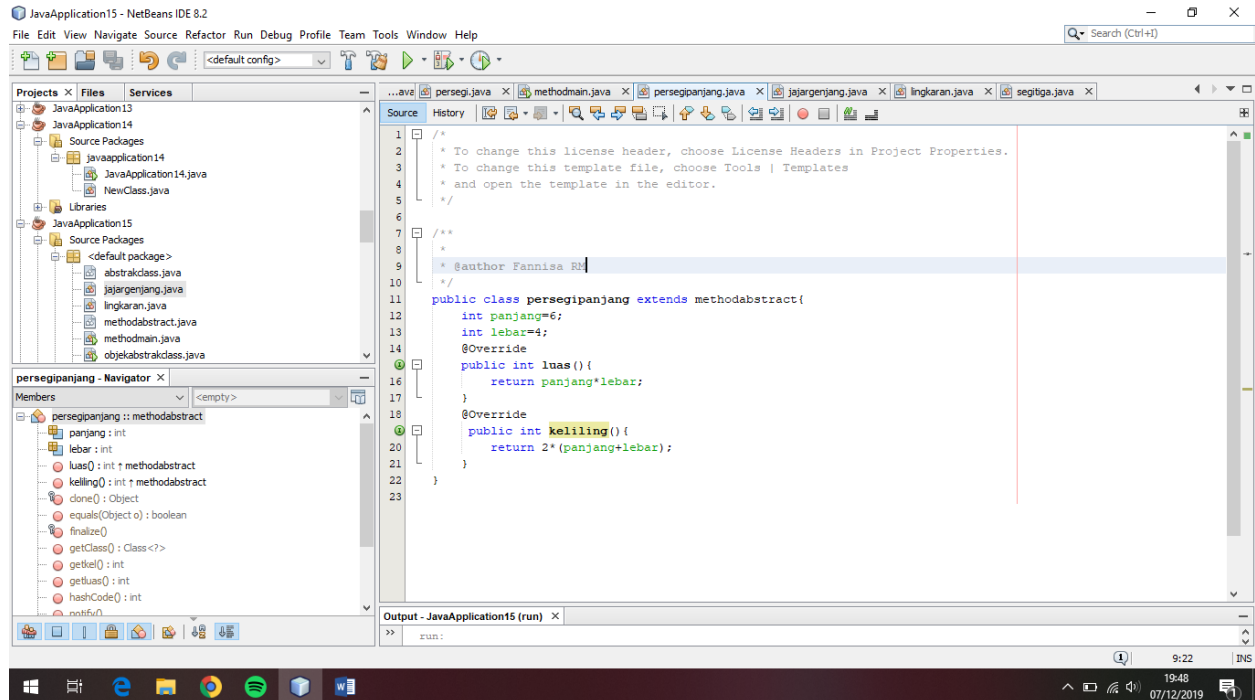 JavaApplication15 - NetBeans IDE 8.2
File Edit View Navigate Source Refactor Run Debug Profile Team Tools Window Help
Search (Ctrl+I)
<default config>
Projects Files Services
JavaApplication13
JavaApplication14
Source Packages
javaapplication14
JavaApplication14.java
NewClass.java
Libraries
JavaApplication15
Source Packages
<default package>
abstrakclass.java
jajargenjang.java
lingkaran.java
methodabstract.java
methodmain.java
objekabstrakclass.java
persegipanjang - Navigator
Members <empty>
persegipanjang :: methodabstract
panjang : int
lebar : int
luas() : int ↑ methodabstract
keliling() : int ↑ methodabstract
clone() : Object
equals(Object o) : boolean
finalize()
getClass() : Class<?>
getkel() : int
getluas() : int
hashCode() : int
notify()
...ava persegi.java methodmain.java persegipanjang.java jajargenjang.java lingkaran.java segitiga.java
Source History
1 /*
2 * To change this license header, choose License Headers in Project Properties.
3 * To change this template file, choose Tools | Templates
4 * and open the template in the editor.
5 */
6
7 /**
8 *
9 * @author Fannisa RM
10 */
11 public class persegipanjang extends methodabstract{
12 int panjang=6;
13 int lebar=4;
14 @Override
public int luas(){
16 return panjang*lebar;
17 }
18 @Override
public int keliling(){
20 return 2*(panjang+lebar);
21 }
22 }
23
Output - JavaApplication15 (run)
run:
1 9:22 INS
19:48
07/12/2019